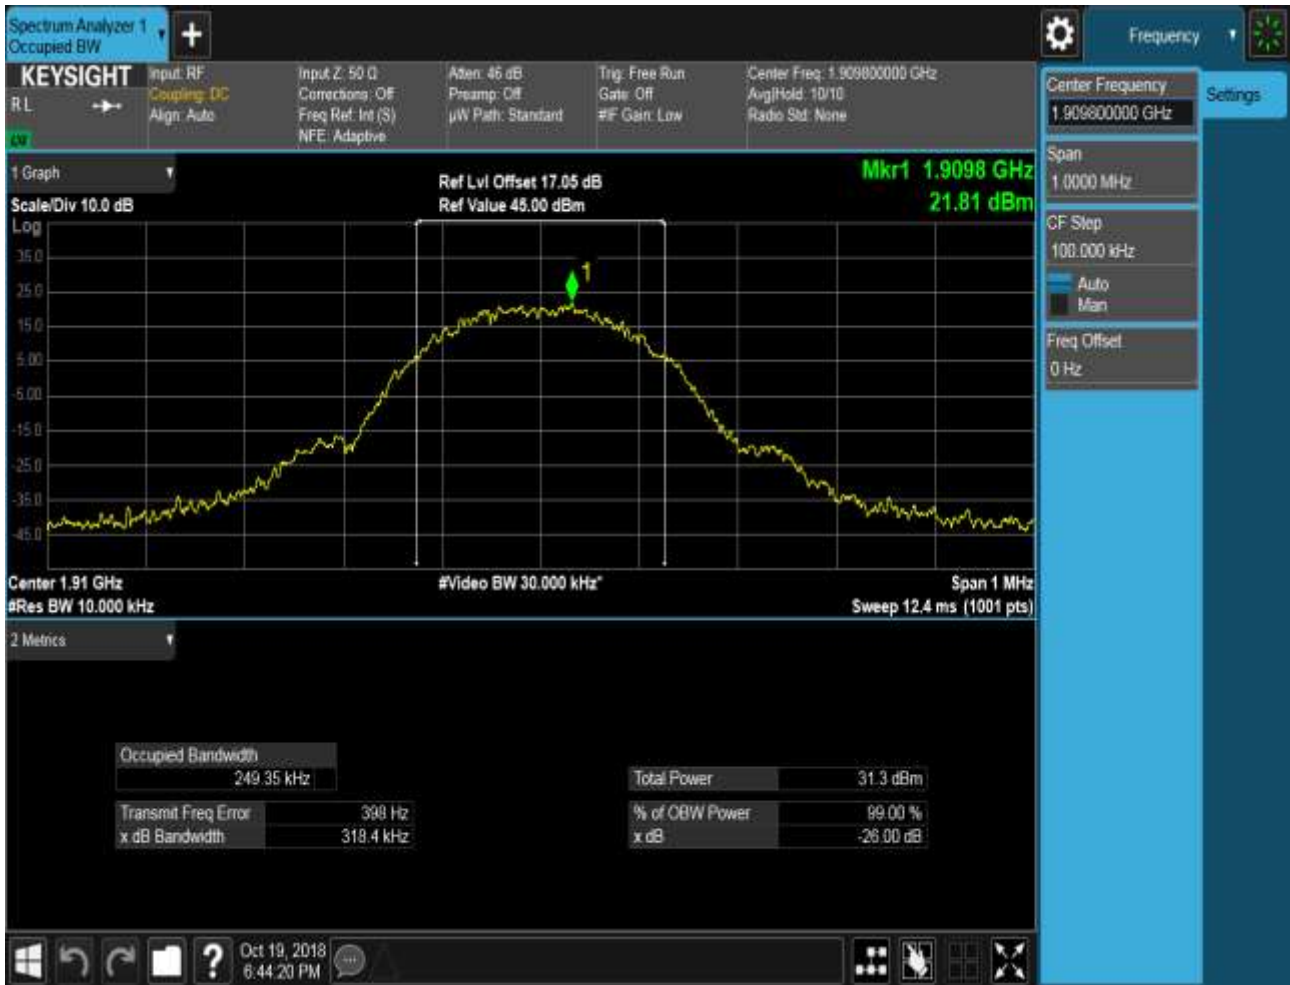 Spectrum Analyzer 1
Occupied BW
Frequency
KEYSIGHT
R L
Input: RF
Coupling: DC
Align: Auto
Input Z: 50 Ω
Corrections: Off
Freq Ref: Int (S)
NFE: Adaptive
Atten: 46 dB
Preamp: Off
µW Path: Standard
Trig: Free Run
Gate: Off
#IF Gain: Low
Center Freq: 1.909800000 GHz
Avg|Hold: 10/10
Radio Std: None
Center Frequency
1.909800000 GHz
Settings
Span
1.0000 MHz
CF Step
100.000 kHz
Auto
Man
Freq Offset
0 Hz
1 Graph
Scale/Div 10.0 dB
Ref Lvl Offset 17.05 dB
Ref Value 45.00 dBm
Mkr1 1.9098 GHz
21.81 dBm
Log
35.0
25.0
15.0
5.00
-5.00
-15.0
-25.0
-35.0
-45.0
1
Center 1.91 GHz
#Res BW 10.000 kHz
#Video BW 30.000 kHz*
Span 1 MHz
Sweep 12.4 ms (1001 pts)
2 Metrics
Occupied Bandwidth
249.35 kHz
Transmit Freq Error 398 Hz
x dB Bandwidth 318.4 kHz
Total Power 31.3 dBm
% of OBW Power 99.00 %
x dB -26.00 dB
?
Oct 19, 2018
6:44:20 PM